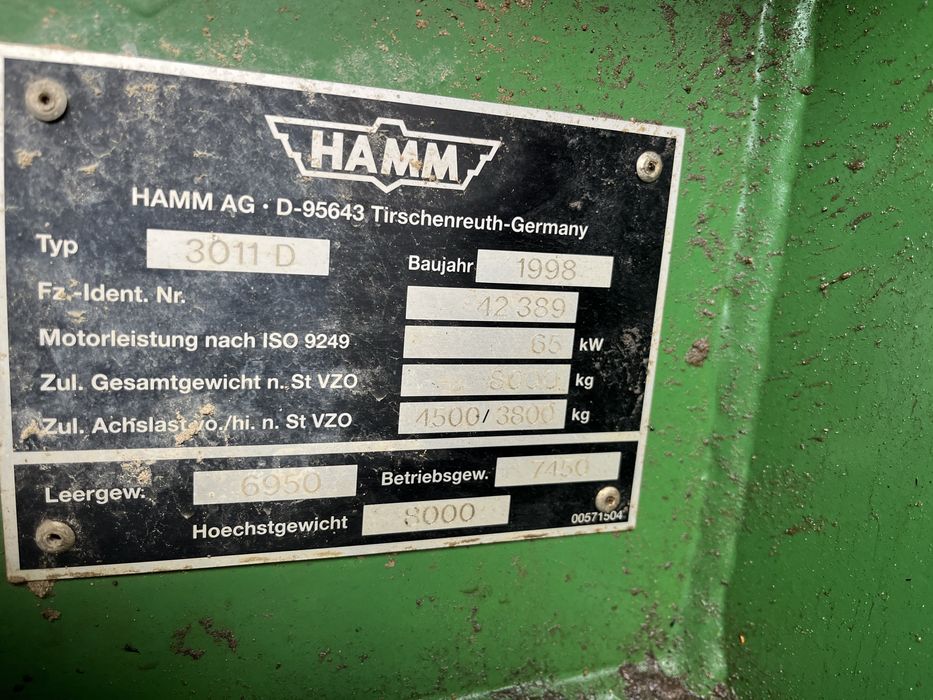 HAMM
HAMM AG · D-95643 Tirschenreuth-Germany
Typ 3011 D Baujahr 1998
Fz.-Ident. Nr. 42 389
Motorleistung nach ISO 9249 65 kW
Zul. Gesamtgewicht n. St VZO 8000 kg
Zul. Achslast vo./hi. n. St VZO 4500/3800 kg
Leergew. 6950 Betriebsgew. 7450
Hoechstgewicht 8000 00571504